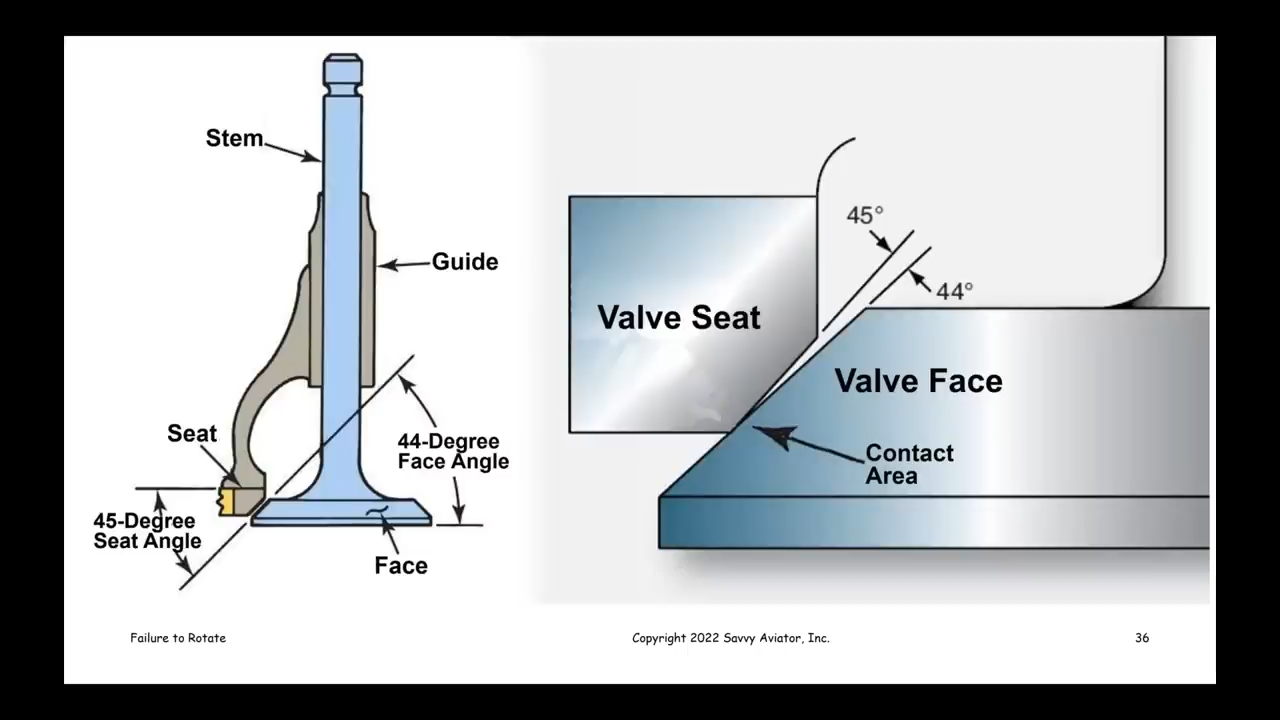 Stem
Guide
Seat
44-Degree
Face Angle
45-Degree
Seat Angle
Face
45°
44°
Valve Seat
Valve Face
Contact
Area
Failure to Rotate
Copyright 2022 Savvy Aviator, Inc.
36